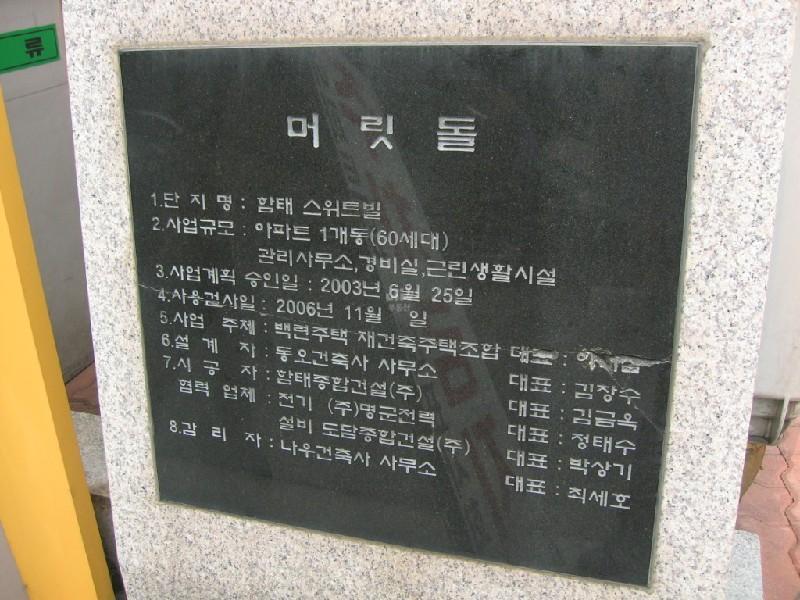 류
머릿돌
1.단 지 명 : 함태 스위트빌
2.사업규모 : 아파트 1개동(60세대)
관리사무소,경비실,근린생활시설
3.사업계획 승인일 : 2003년 6월 25일
4.사용검사일 : 2006년 11월 일
5.사업 주체 : 백련주택 재건축주택조합 대표 :
6.설 계 자 : 동오건축사 사무소 대표 : 김창수
7.시 공 자 : 함태종합건설(주) 대표 : 김금옥
협력 업체 : 전기 (주)명군전력 대표 : 정태수
설비 도담종합건설(주) 대표 : 박상기
8.감 리 자 : 나우건축사 사무소 대표 : 최세호